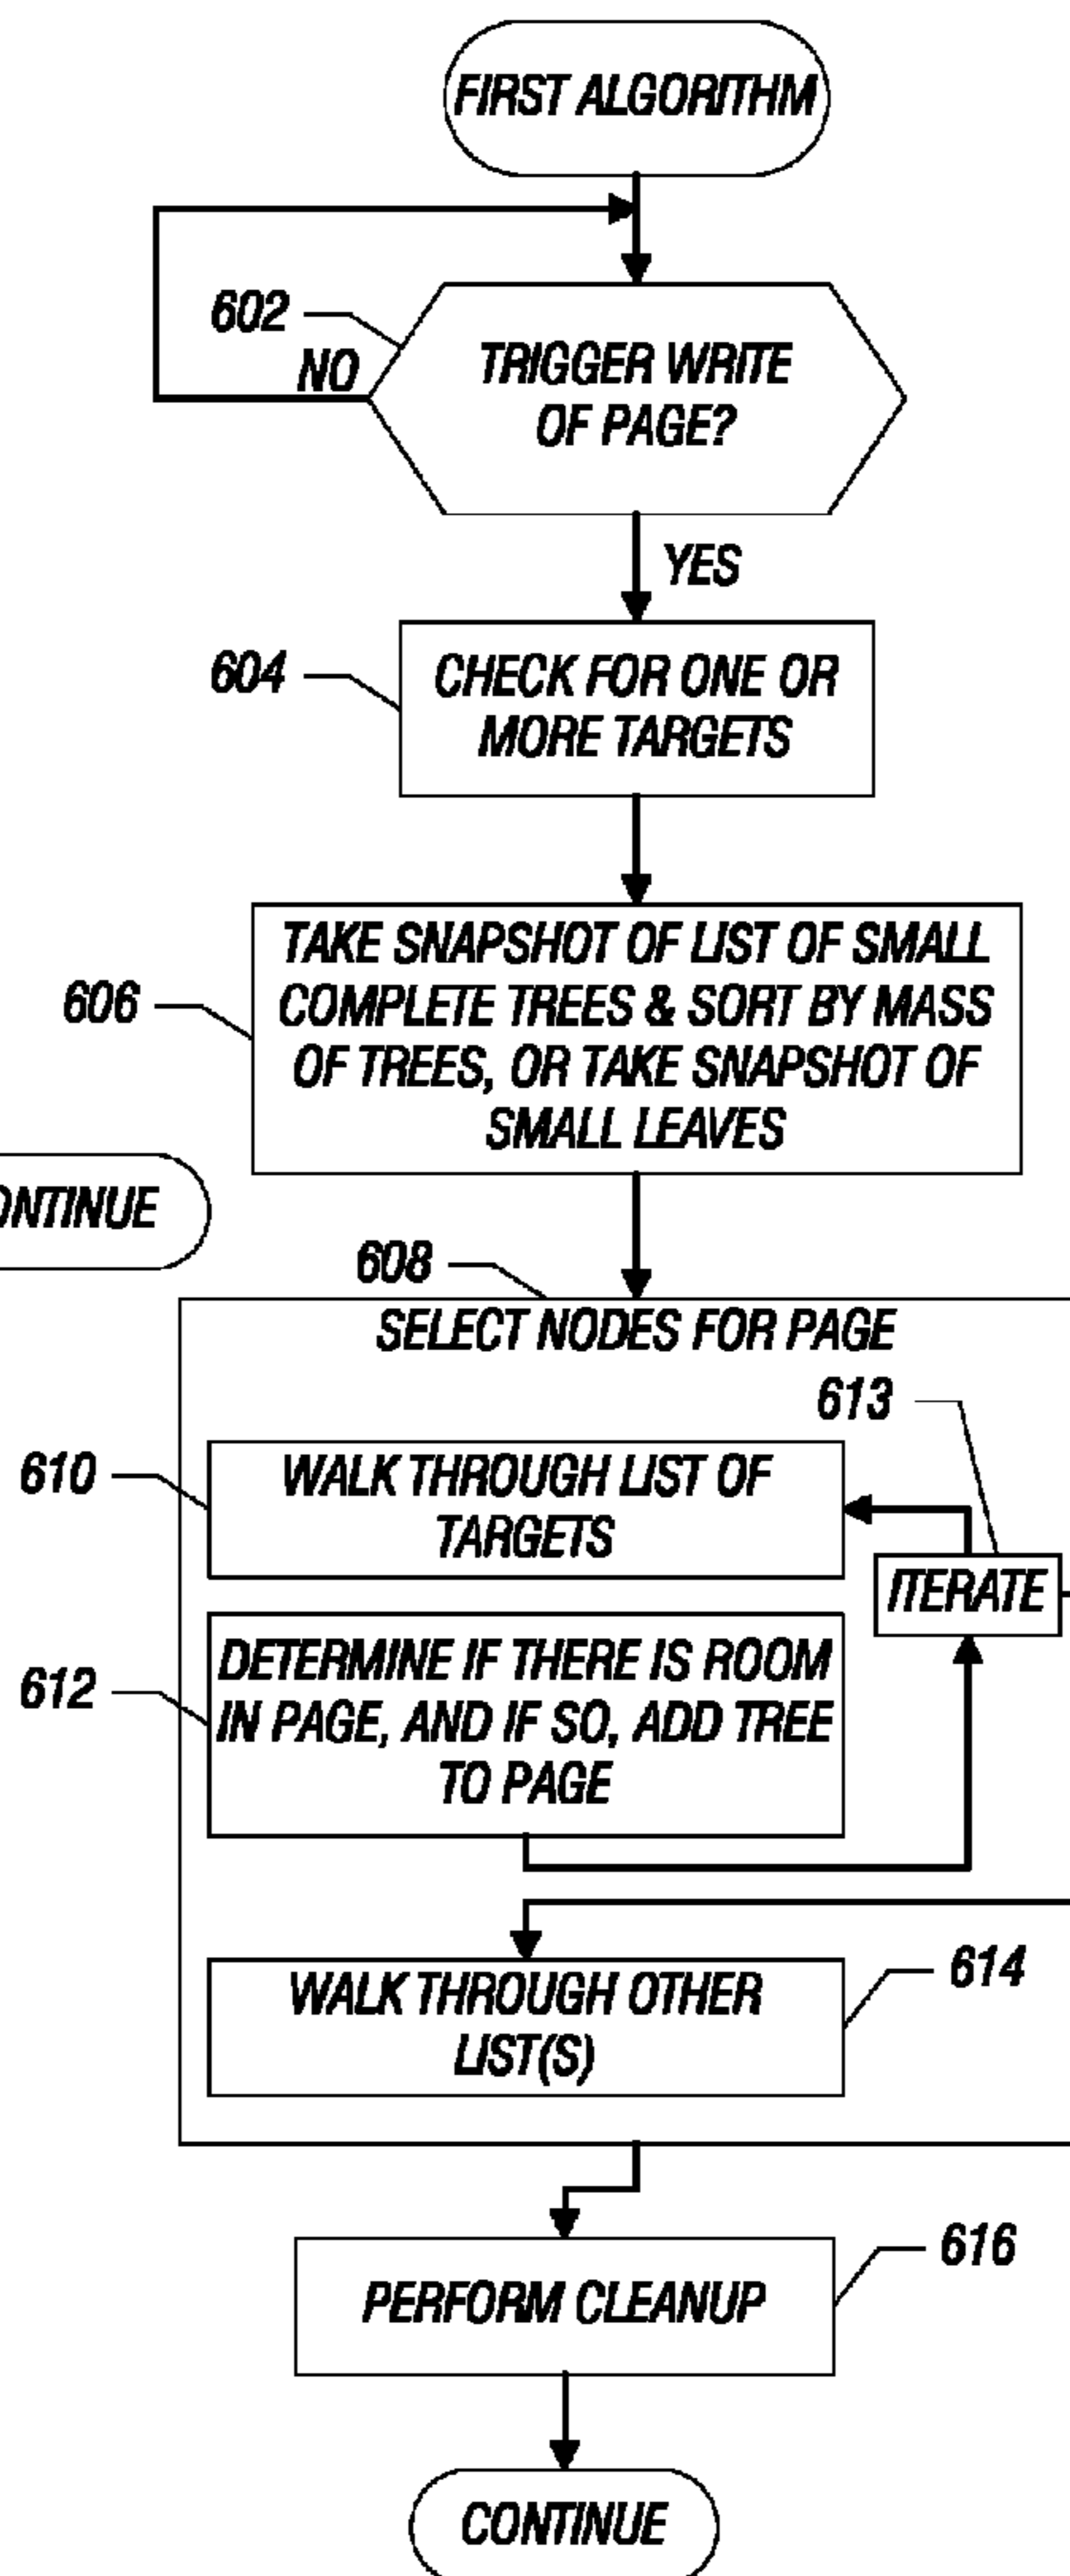 FIRST ALGORITHM
602
NO
TRIGGER WRITE
OF PAGE?
YES
604
CHECK FOR ONE OR
MORE TARGETS
606
TAKE SNAPSHOT OF LIST OF SMALL
COMPLETE TREES & SORT BY MASS
OF TREES, OR TAKE SNAPSHOT OF
SMALL LEAVES
ONTINUE
608
SELECT NODES FOR PAGE
613
610
WALK THROUGH LIST OF
TARGETS
ITERATE
612
DETERMINE IF THERE IS ROOM
IN PAGE, AND IF SO, ADD TREE
TO PAGE
614
WALK THROUGH OTHER
LIST(S)
616
PERFORM CLEANUP
CONTINUE